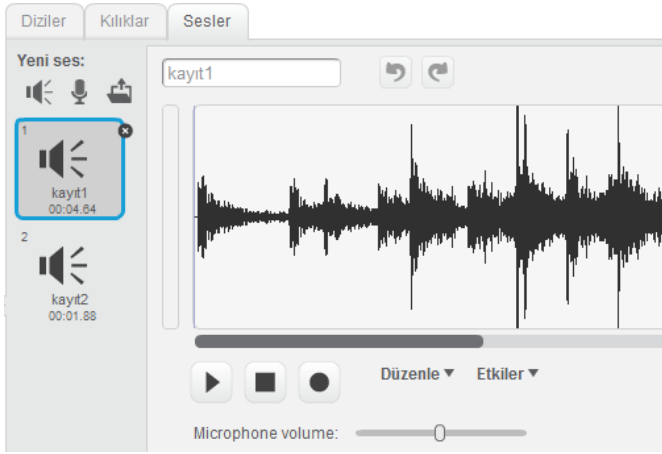 Diziler Kılıklar Sesler
Yeni ses:
kayıt1
1
kayıt1
00:04.64
2
kayıt2
00:01.88
Düzenle Etkiler
Microphone volume: